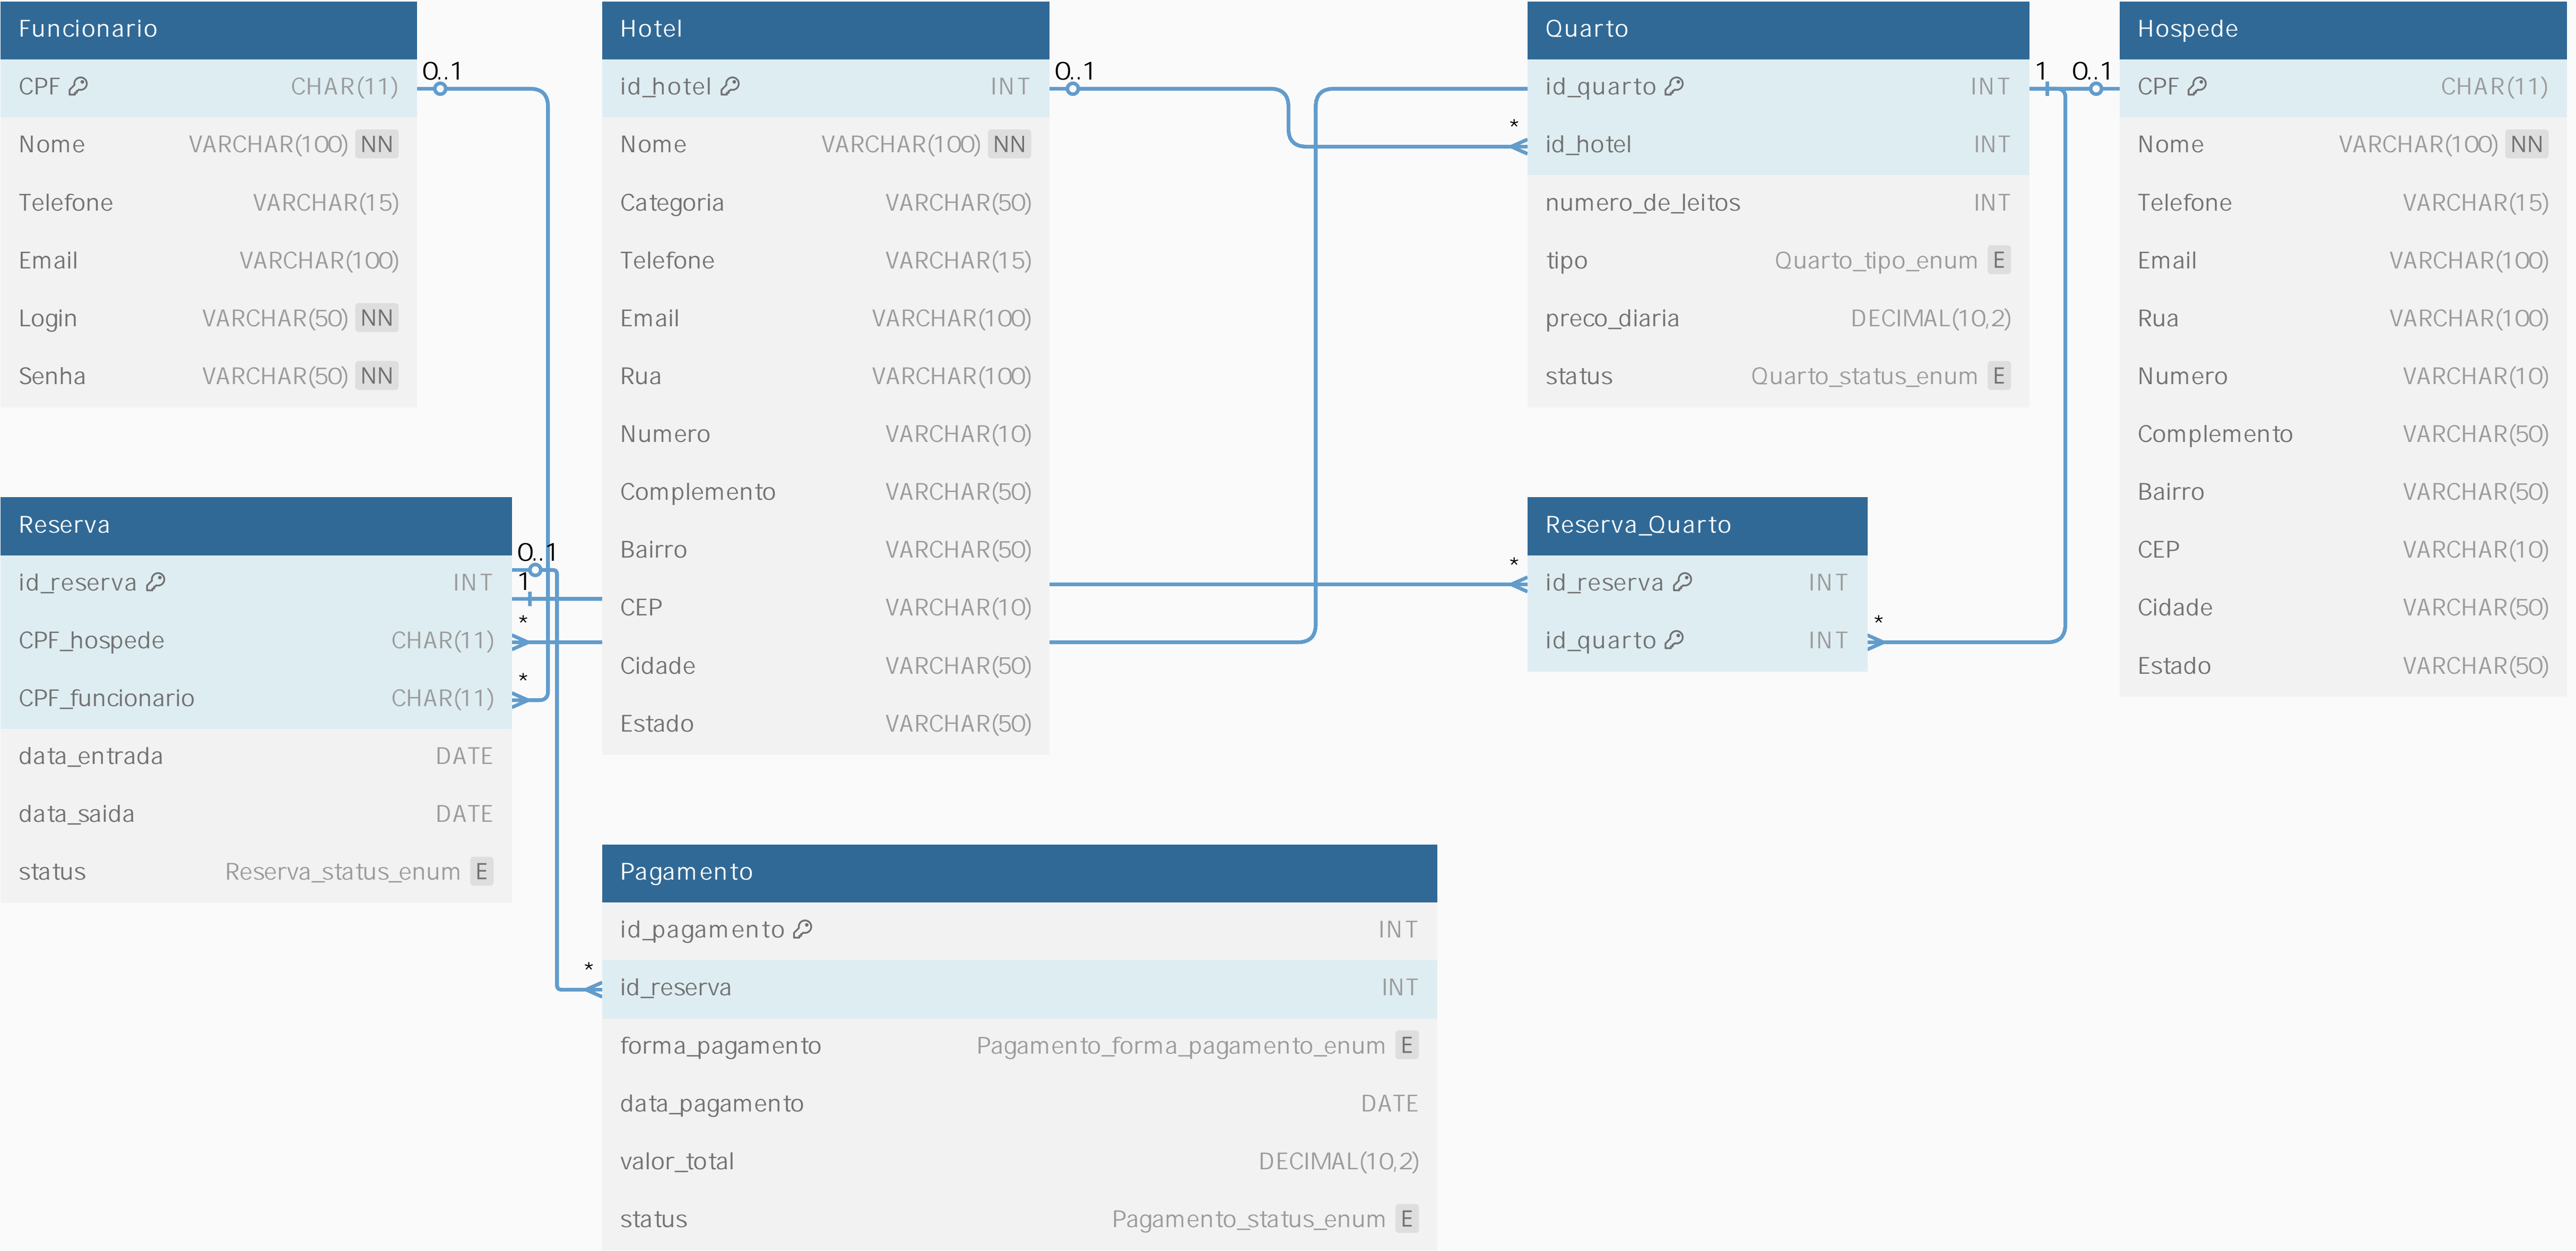 Funcionario
CPF CHAR(11)
Nome VARCHAR(100) NN
Telefone VARCHAR(15)
Email VARCHAR(100)
Login VARCHAR(50) NN
Senha VARCHAR(50) NN
0..1
Hotel
id_hotel INT
Nome VARCHAR(100) NN
Categoria VARCHAR(50)
Telefone VARCHAR(15)
Email VARCHAR(100)
Rua VARCHAR(100)
Numero VARCHAR(10)
Complemento VARCHAR(50)
Bairro VARCHAR(50)
CEP VARCHAR(10)
Cidade VARCHAR(50)
Estado VARCHAR(50)
0..1
*
Quarto
id_quarto INT
id_hotel INT
numero_de_leitos INT
tipo Quarto_tipo_enum E
preco_diaria DECIMAL(10,2)
status Quarto_status_enum E
1 0..1
Hospede
CPF CHAR(11)
Nome VARCHAR(100) NN
Telefone VARCHAR(15)
Email VARCHAR(100)
Rua VARCHAR(100)
Numero VARCHAR(10)
Complemento VARCHAR(50)
Bairro VARCHAR(50)
CEP VARCHAR(10)
Cidade VARCHAR(50)
Estado VARCHAR(50)
Reserva
id_reserva INT
CPF_hospede CHAR(11)
CPF_funcionario CHAR(11)
data_entrada DATE
data_saida DATE
status Reserva_status_enum E
0..1
1
*
*
*
Reserva_Quarto
id_reserva INT
id_quarto INT
*
Pagamento
id_pagamento INT
*
id_reserva INT
forma_pagamento Pagamento_forma_pagamento_enum E
data_pagamento DATE
valor_total DECIMAL(10,2)
status Pagamento_status_enum E